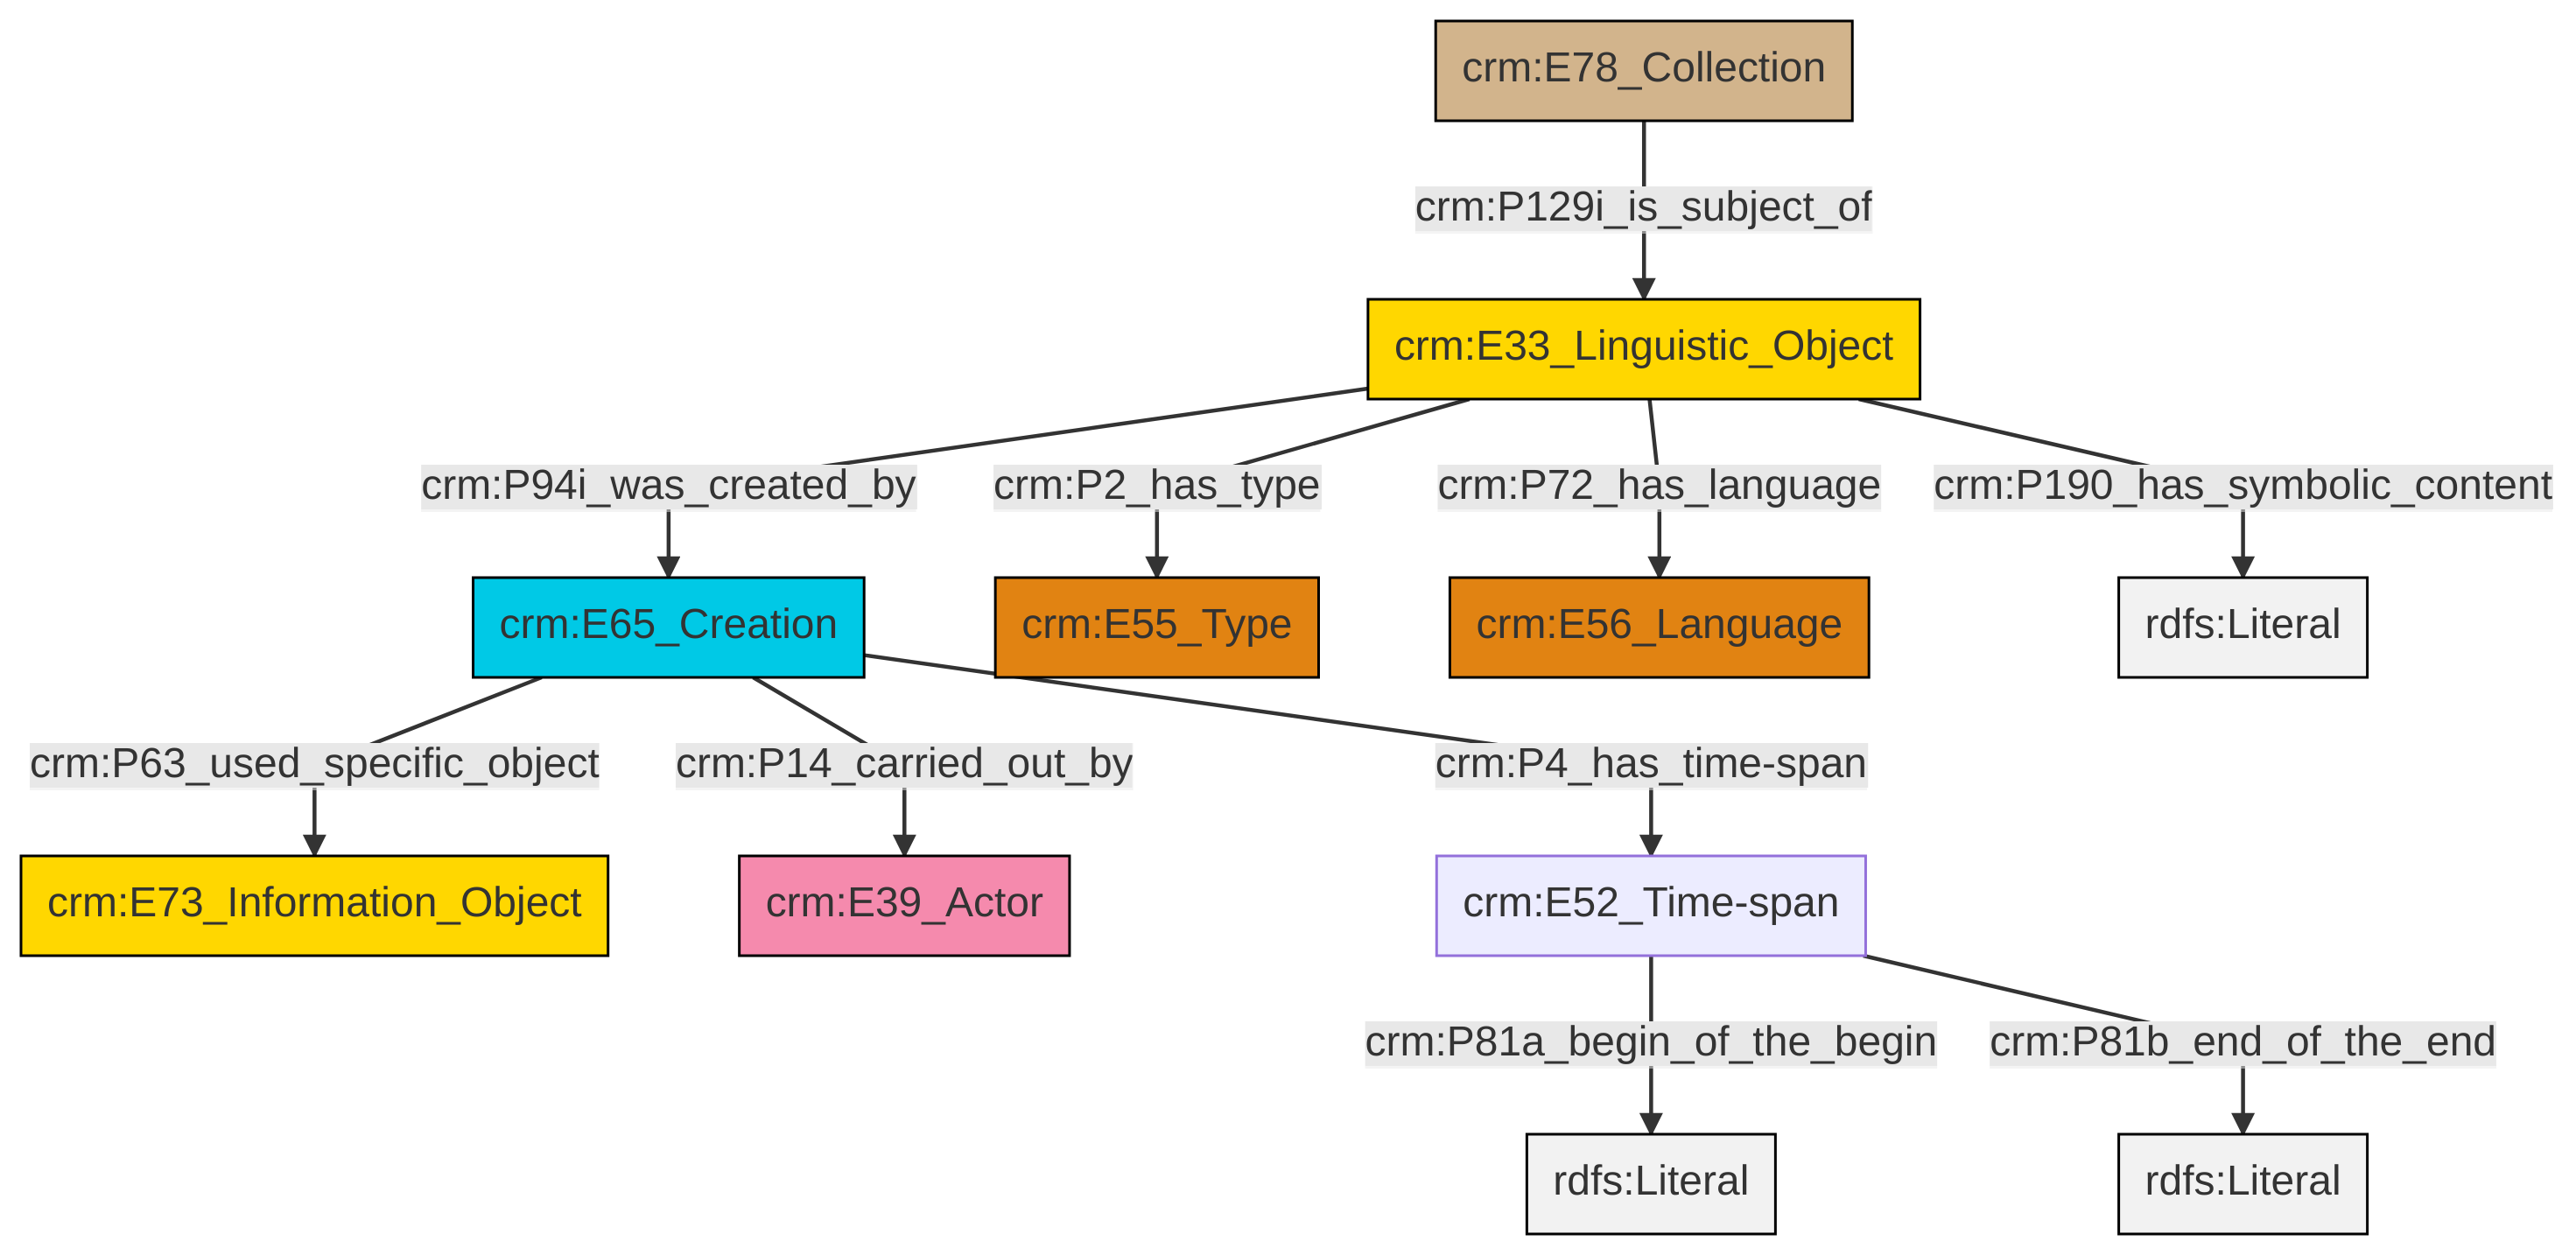 crm:E78_Collection
crm:P129i_is_subject_of
crm:E33_Linguistic_Object
crm:P94i_was_created_by
crm:P2_has_type
crm:P72_has_language
crm:P190_has_symbolic_content
crm:E65_Creation
crm:E55_Type
crm:E56_Language
rdfs:Literal
crm:P63_used_specific_object
crm:P14_carried_out_by
crm:P4_has_time-span
crm:E73_Information_Object
crm:E39_Actor
crm:E52_Time-span
crm:P81a_begin_of_the_begin
crm:P81b_end_of_the_end
rdfs:Literal
rdfs:Literal